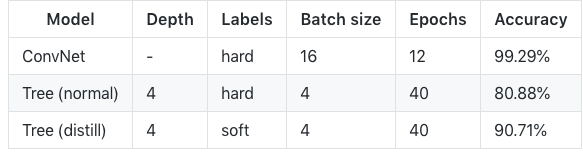 Model Depth Labels Batch size Epochs Accuracy
ConvNet - hard 16 12 99.29%
Tree (normal) 4 hard 4 40 80.88%
Tree (distill) 4 soft 4 40 90.71%